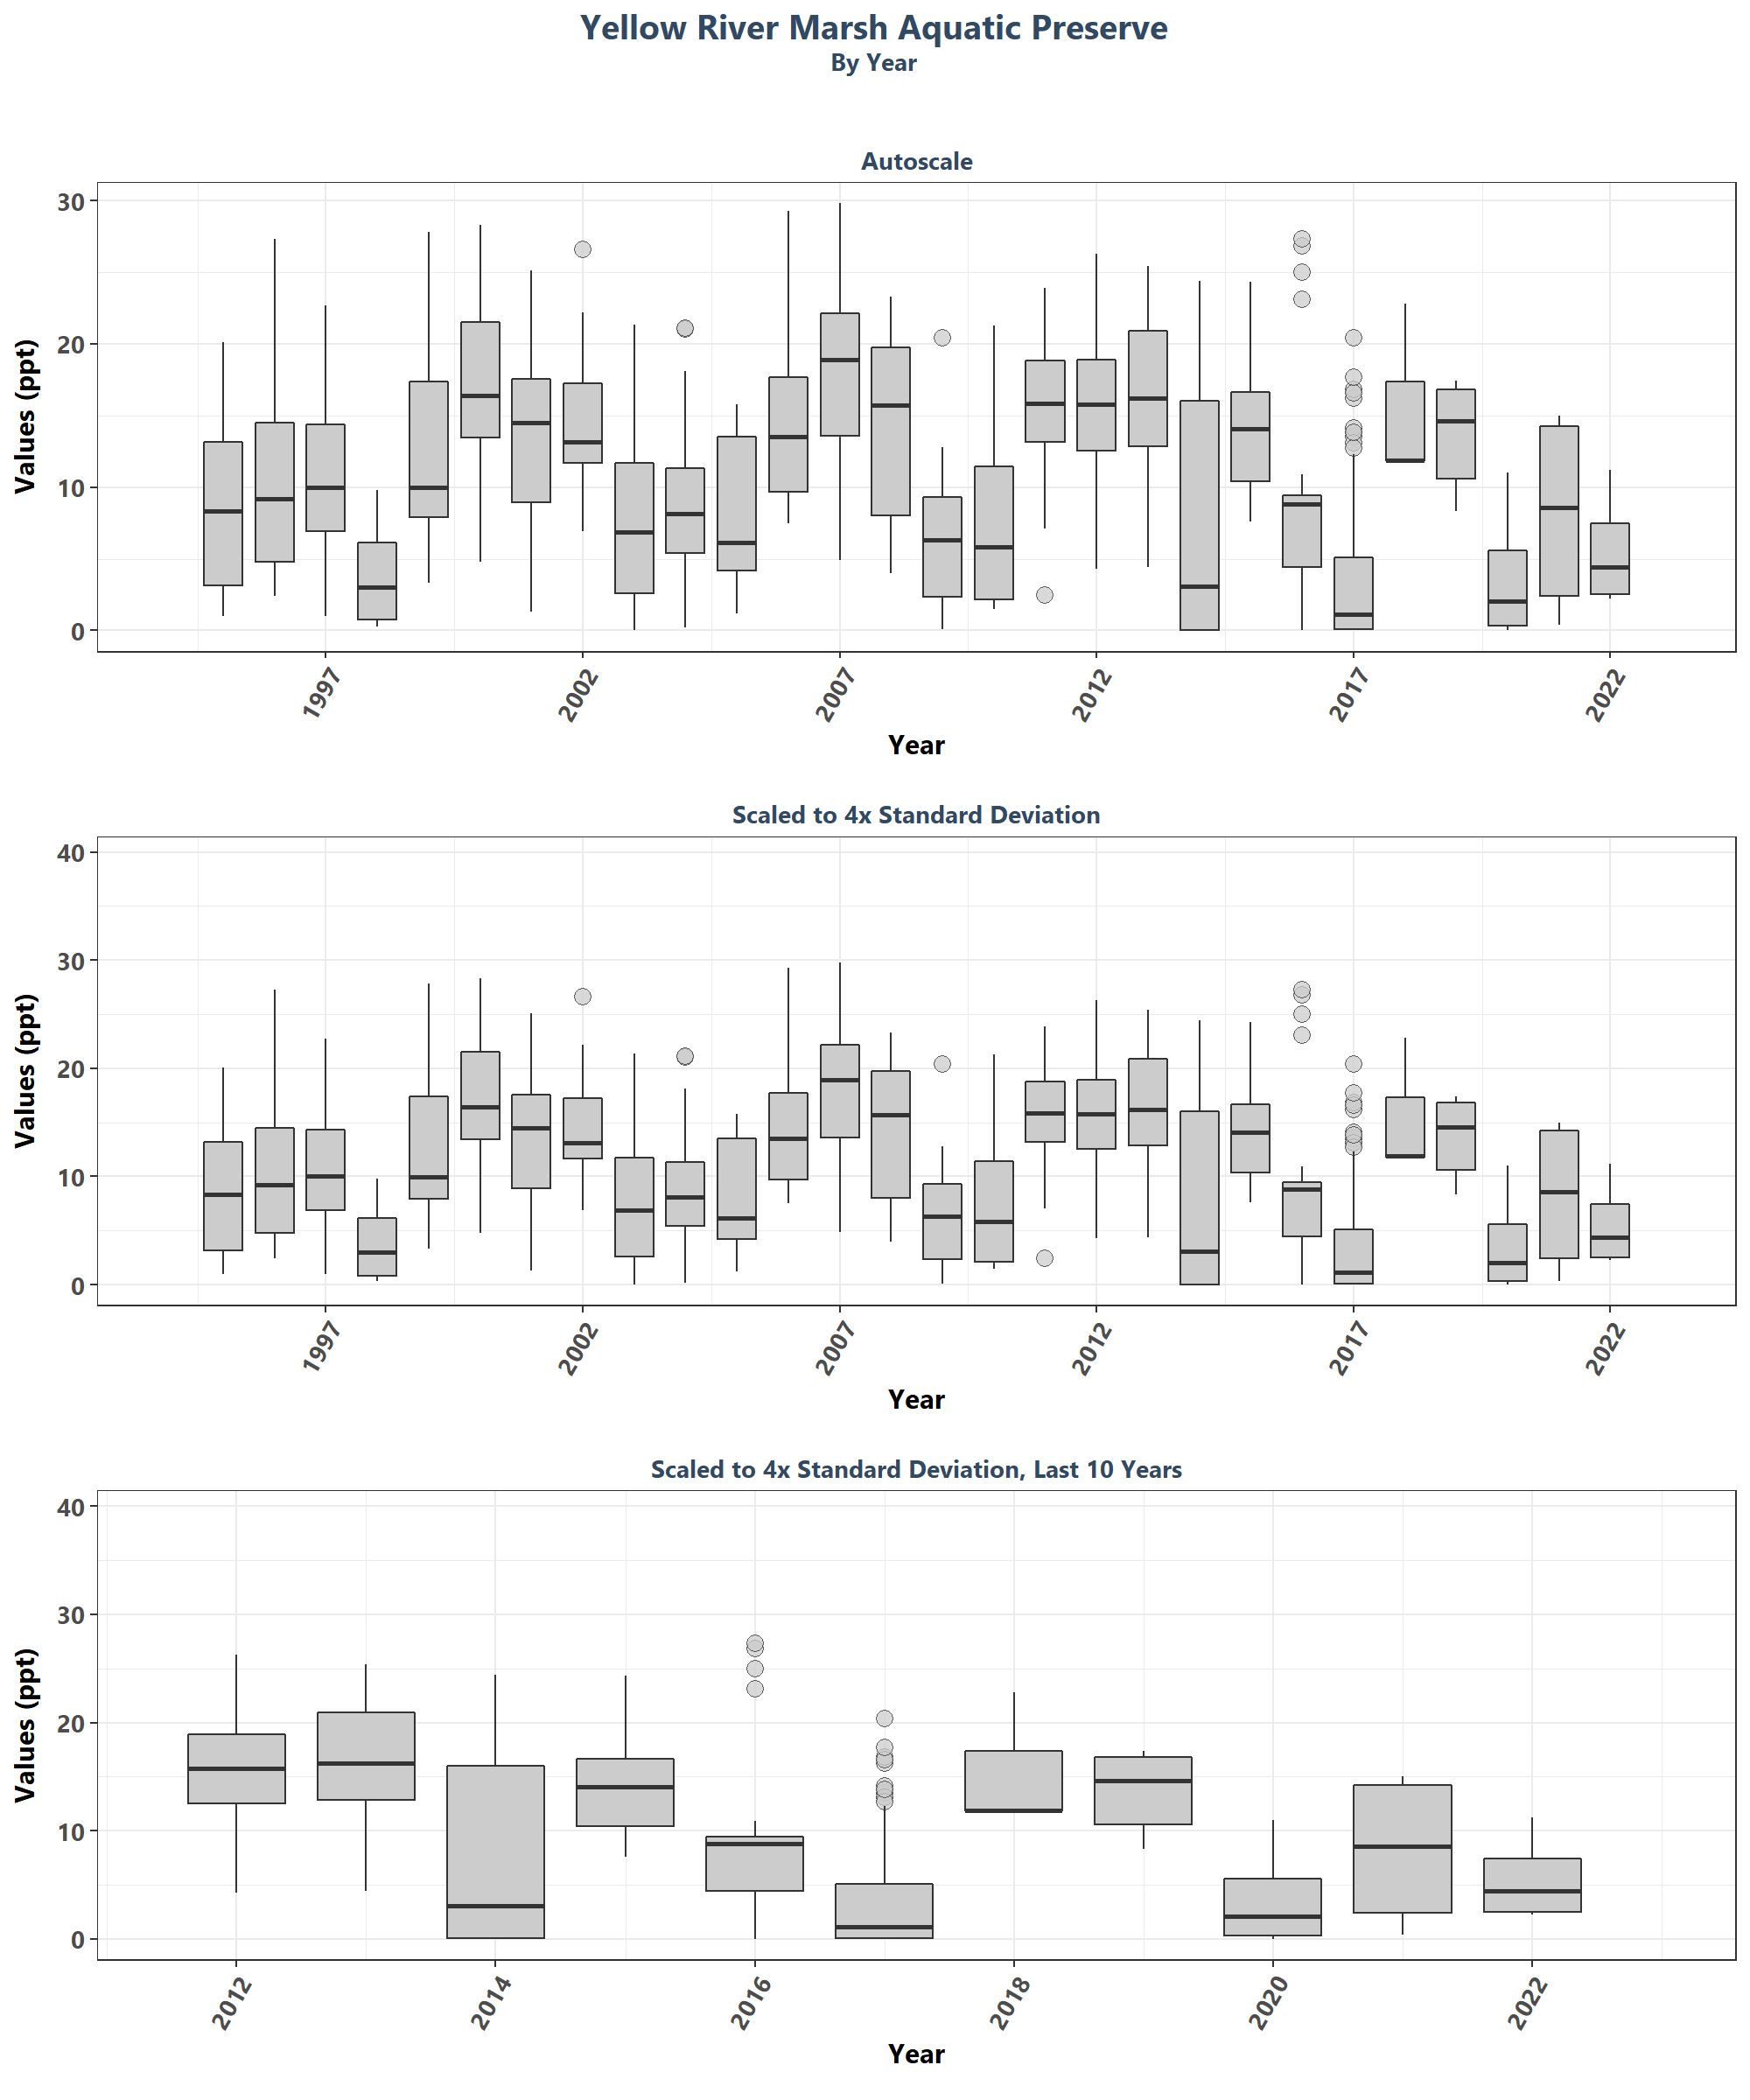 Yellow River Marsh Aquatic Preserve
By Year
Autoscale
30
20
10
0
Values (ppt)
1997 2002 2007 2012 2017 2022
Year
Scaled to 4x Standard Deviation
40
30
20
10
0
Values (ppt)
1997 2002 2007 2012 2017 2022
Year
Scaled to 4x Standard Deviation, Last 10 Years
40
30
20
10
0
Values (ppt)
2012 2014 2016 2018 2020 2022
Year